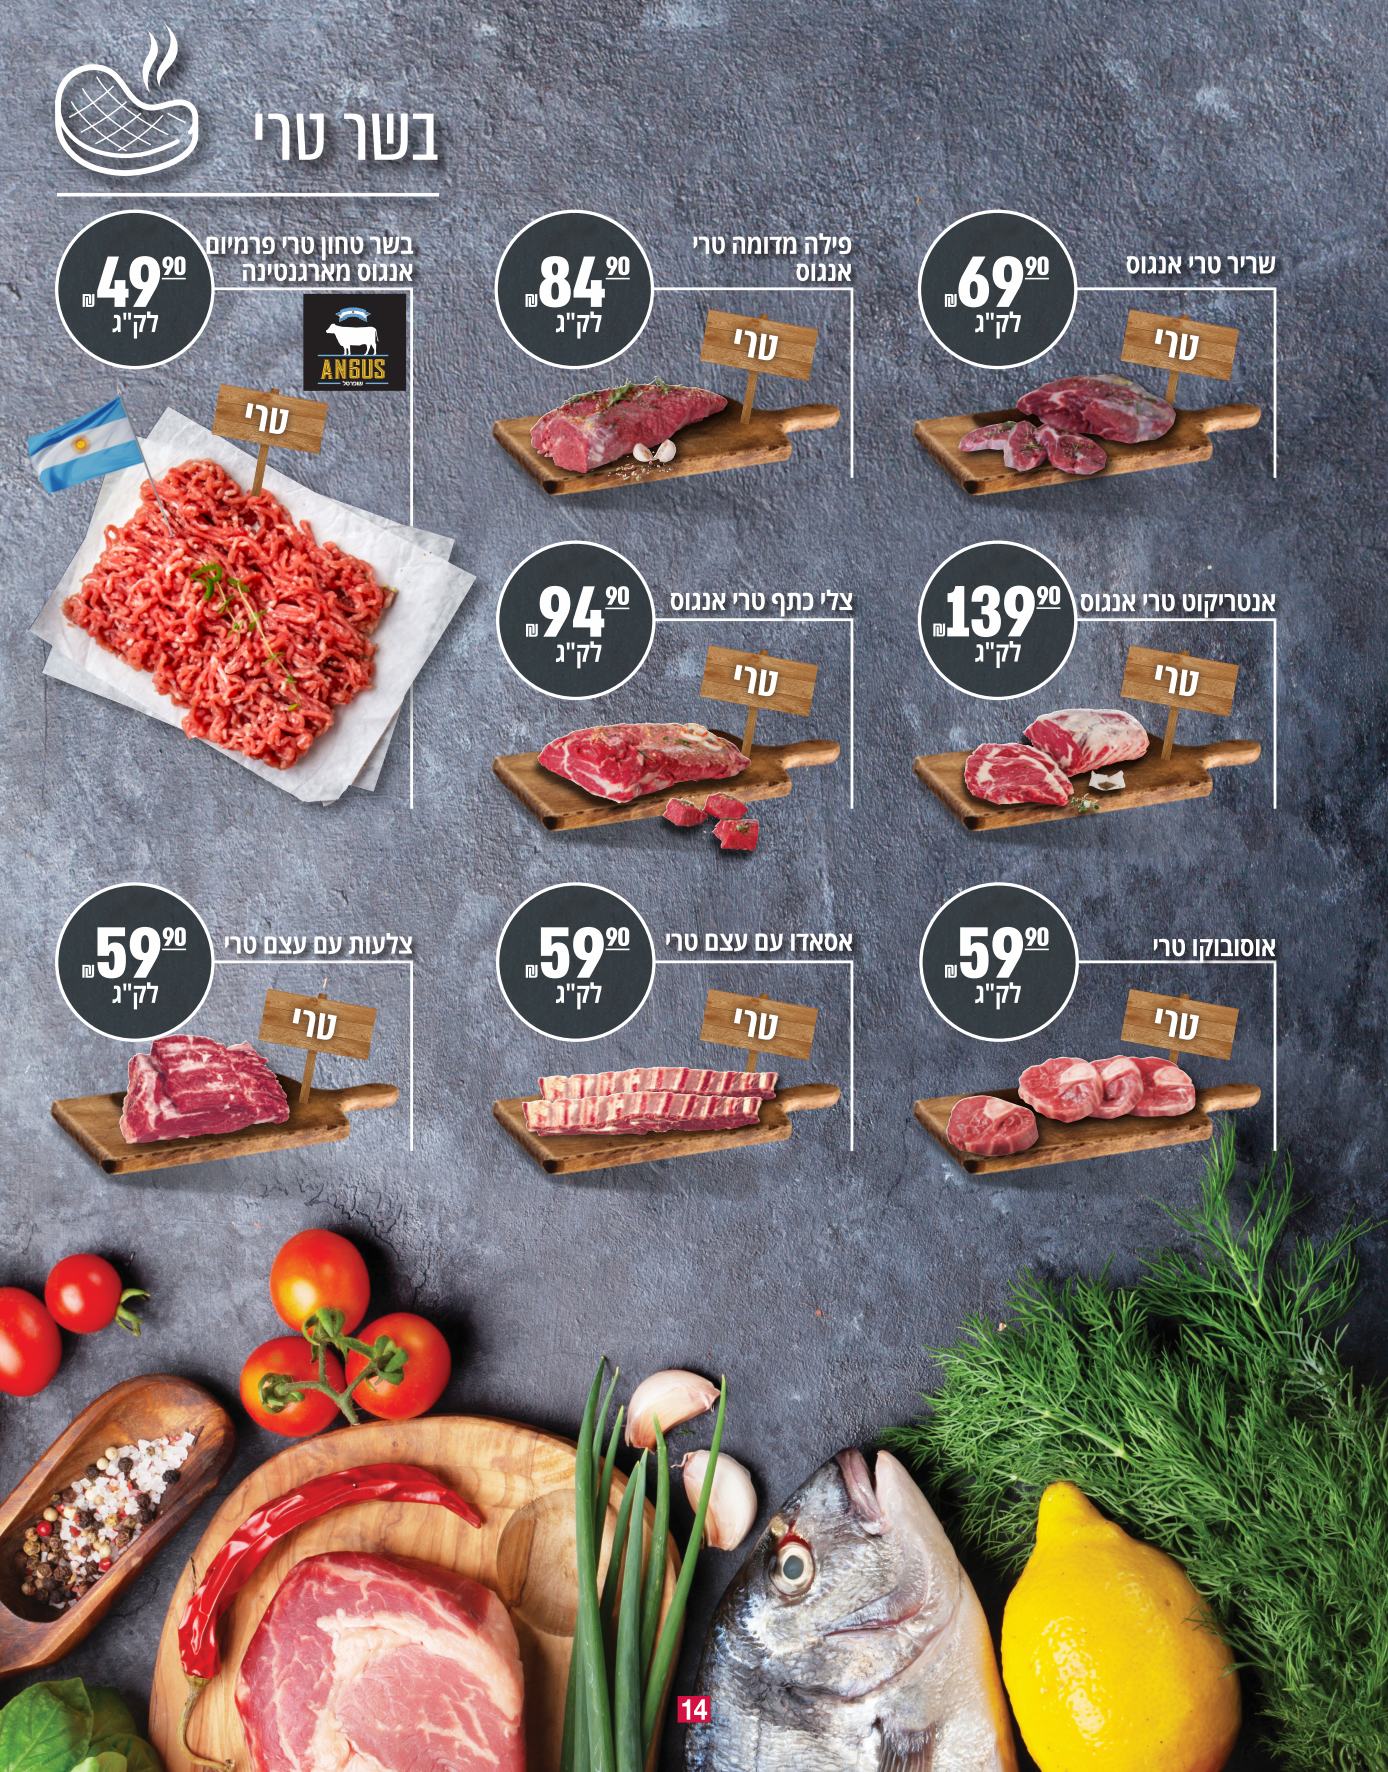 בשר טרי
שריר טרי אנגוס
69.90 ₪
לק"ג
טרי
פילה מדומה טרי
אנגוס
84.90 ₪
לק"ג
טרי
בשר טחון טרי פרמיום
אנגוס מארגנטינה
49.90 ₪
לק"ג
ANGUS
שופרסל
טרי
אנטריקוט טרי אנגוס
139.90 ₪
לק"ג
טרי
צלי כתף טרי אנגוס
94.90 ₪
לק"ג
טרי
אוסובוקו טרי
59.90 ₪
לק"ג
טרי
אסאדו עם עצם טרי
59.90 ₪
לק"ג
טרי
צלעות עם עצם טרי
59.90 ₪
לק"ג
טרי
14